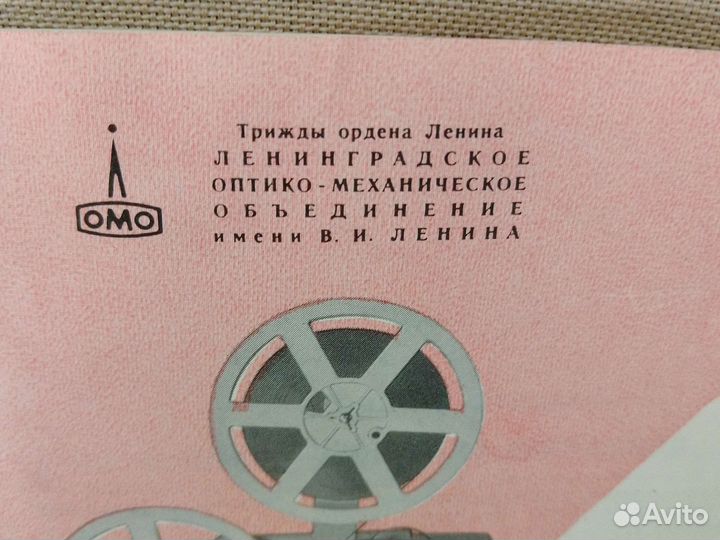 Трижды ордена Ленина
ЛЕНИНГРАДСКОЕ
ОПТИКО-МЕХАНИЧЕСКОЕ
ОБЪЕДИНЕНИЕ
имени В. И. ЛЕНИНА
ОМО
Avito